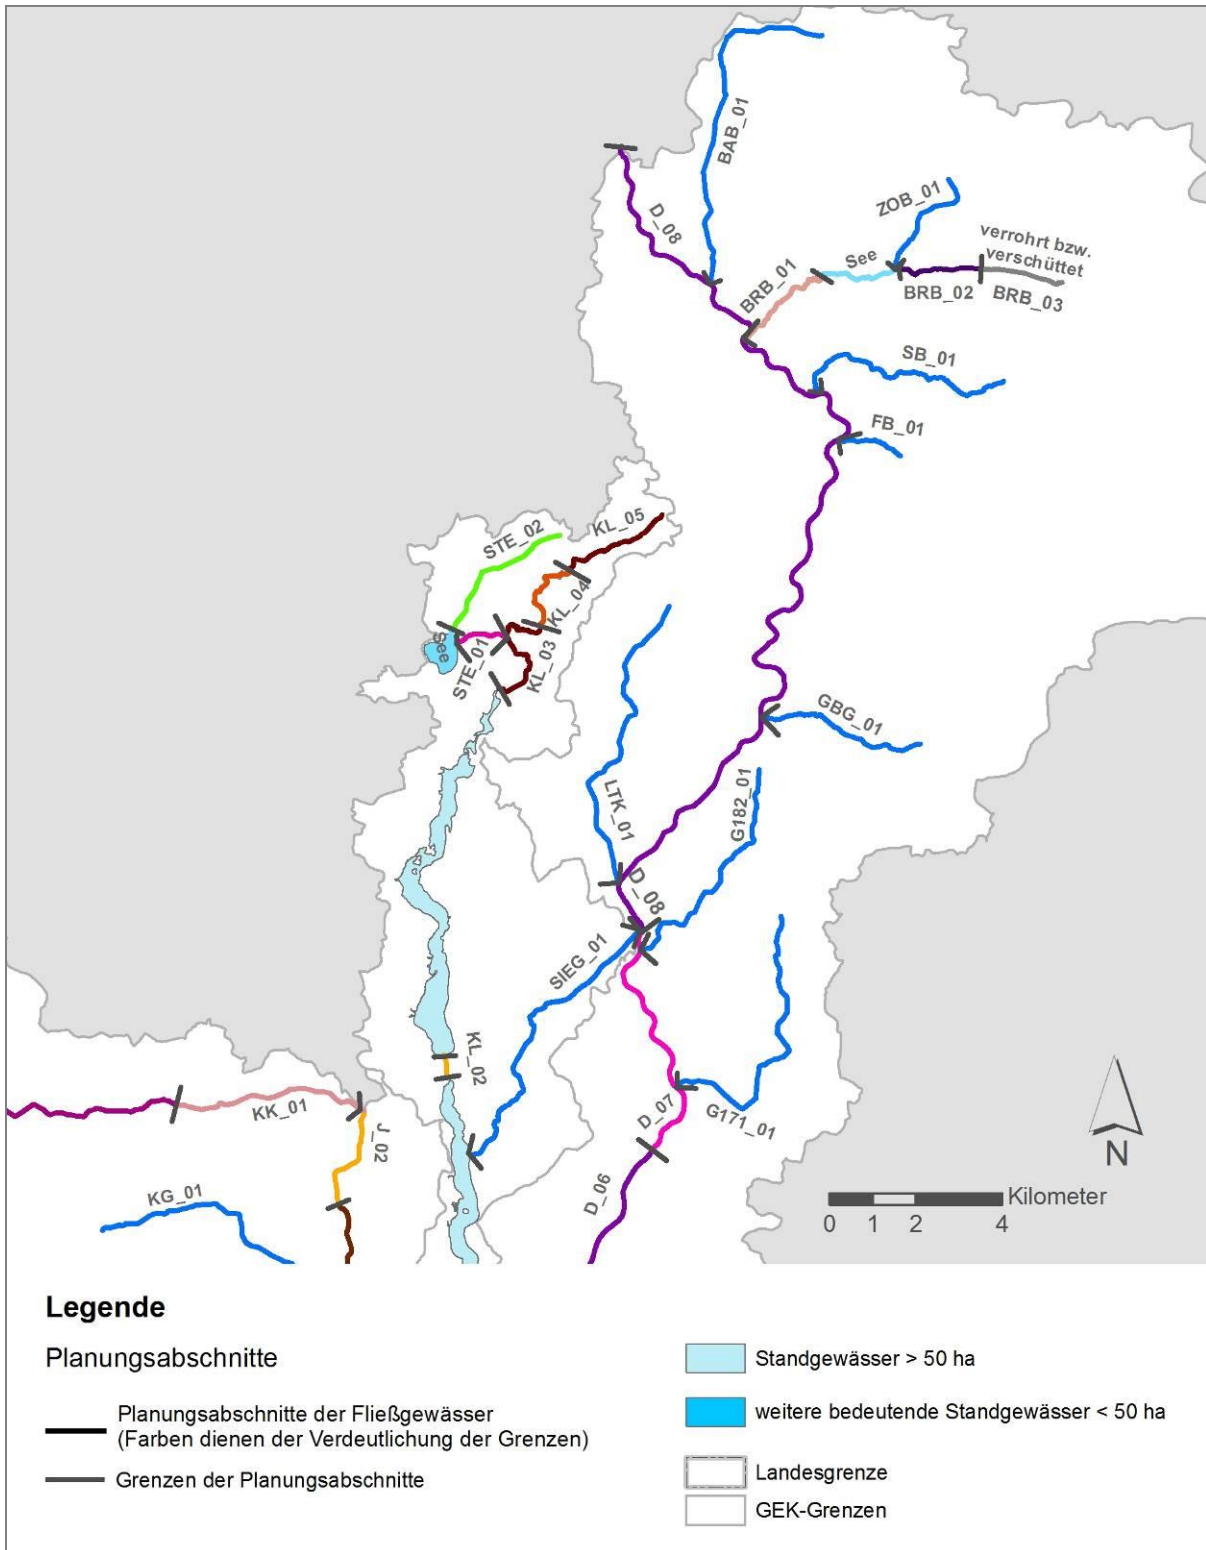 BAB_01
D_08
ZOB_01
verrohrt bzw.
verschüttet
See
BRB_01
BRB_02
BRB_03
SB_01
FB_01
STE_02
KL_05
KL_04
See
STE_01
KL_03
GBG_01
LTK_01
G182_01
D_08
SIEG_01
KL_02
KK_01
J_02
D_07
G171_01
KG_01
D_06
N
Kilometer
0 1 2 4
Legende
Planungsabschnitte
Planungsabschnitte der Fließgewässer
(Farben dienen der Verdeutlichung der Grenzen)
Grenzen der Planungsabschnitte
Standgewässer > 50 ha
weitere bedeutende Standgewässer < 50 ha
Landesgrenze
GEK-Grenzen